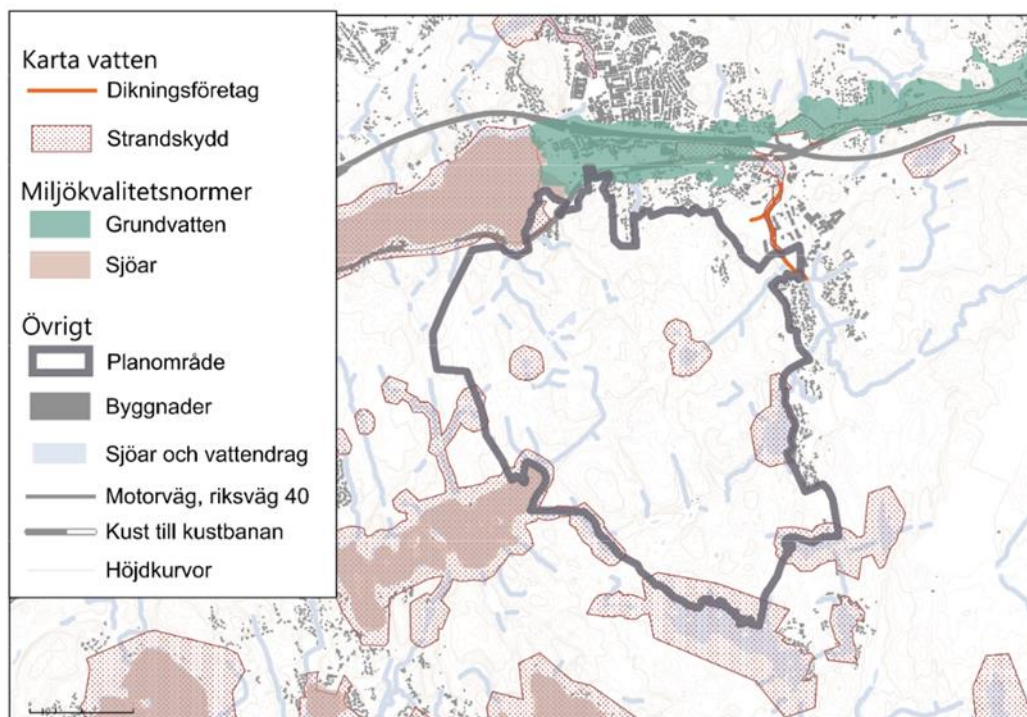 Karta vatten
Dikningsföretag
Strandskydd
Miljökvalitetsnormer
Grundvatten
Sjöar
Övrigt
Planområde
Byggnader
Sjöar och vattendrag
Motorväg, riksväg 40
Kust till kustbanan
Höjdkurvor